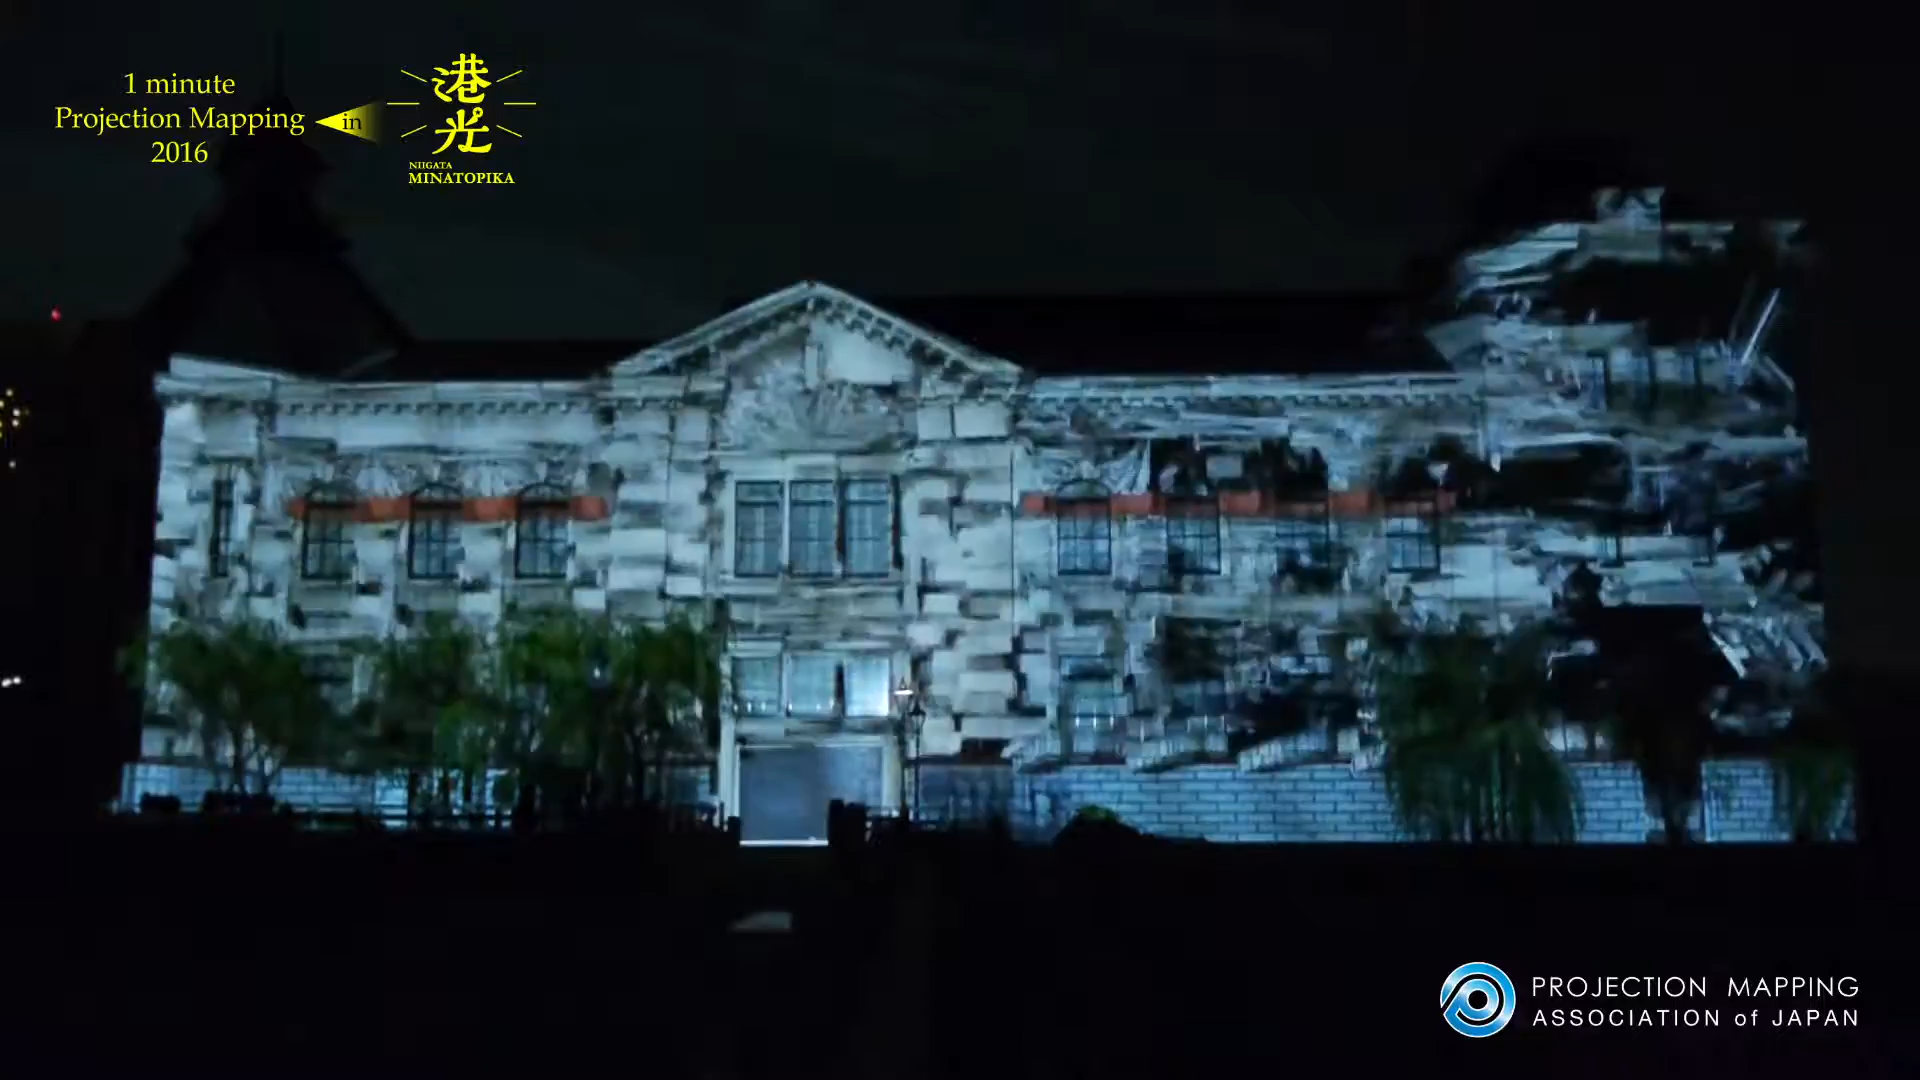 1 minute
Projection Mapping
2016
in
港光
NIIGATA
MINATOPIKA
PROJECTION MAPPING
ASSOCIATION of JAPAN